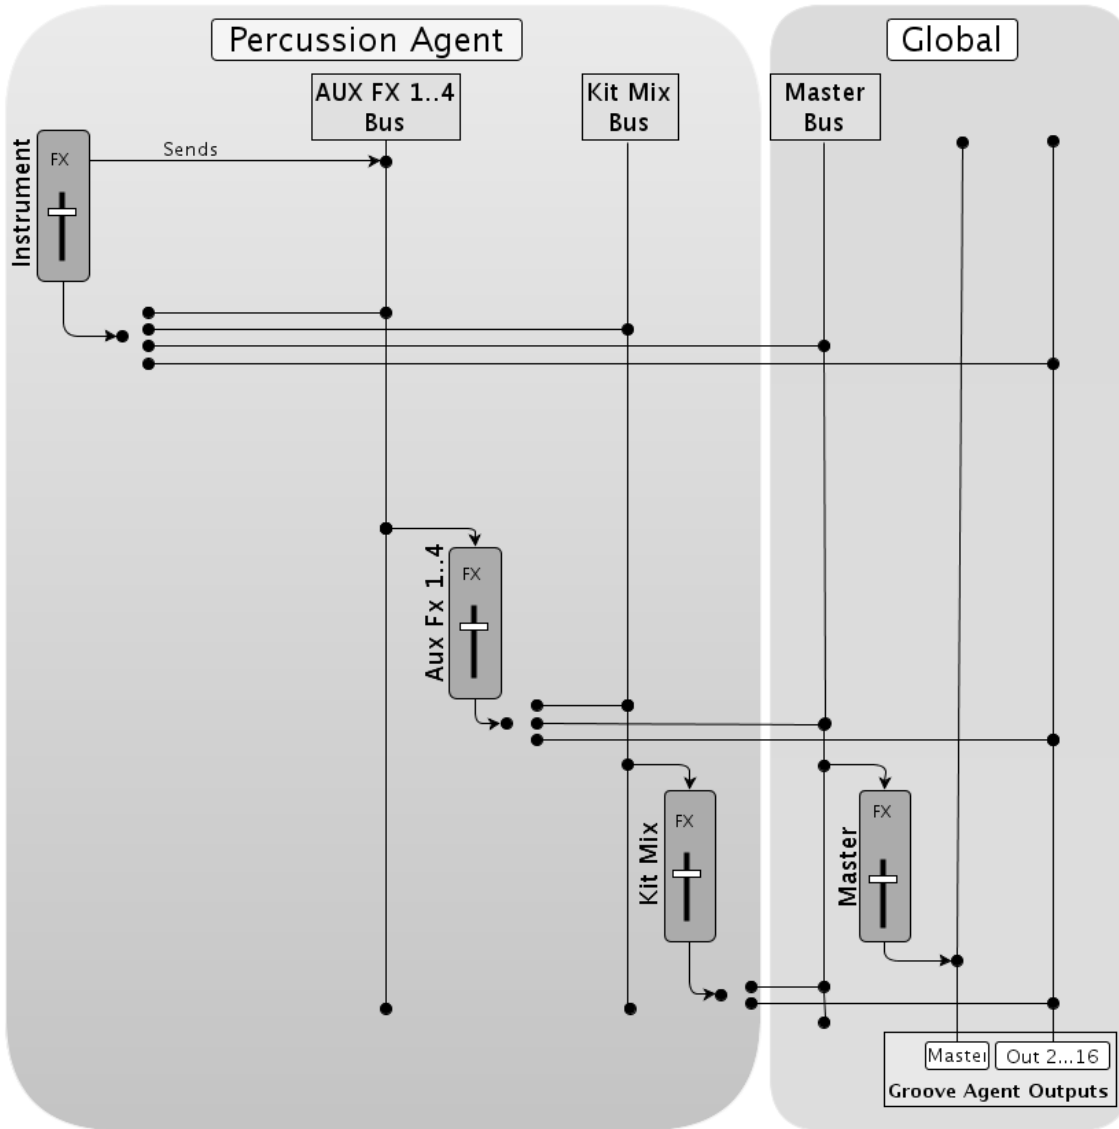 Percussion Agent
Global
AUX FX 1..4
Bus
Kit Mix
Bus
Master
Bus
Instrument
FX
Sends
Aux Fx 1..4
FX
Kit Mix
FX
Master
FX
Master
Out 2...16
Groove Agent Outputs